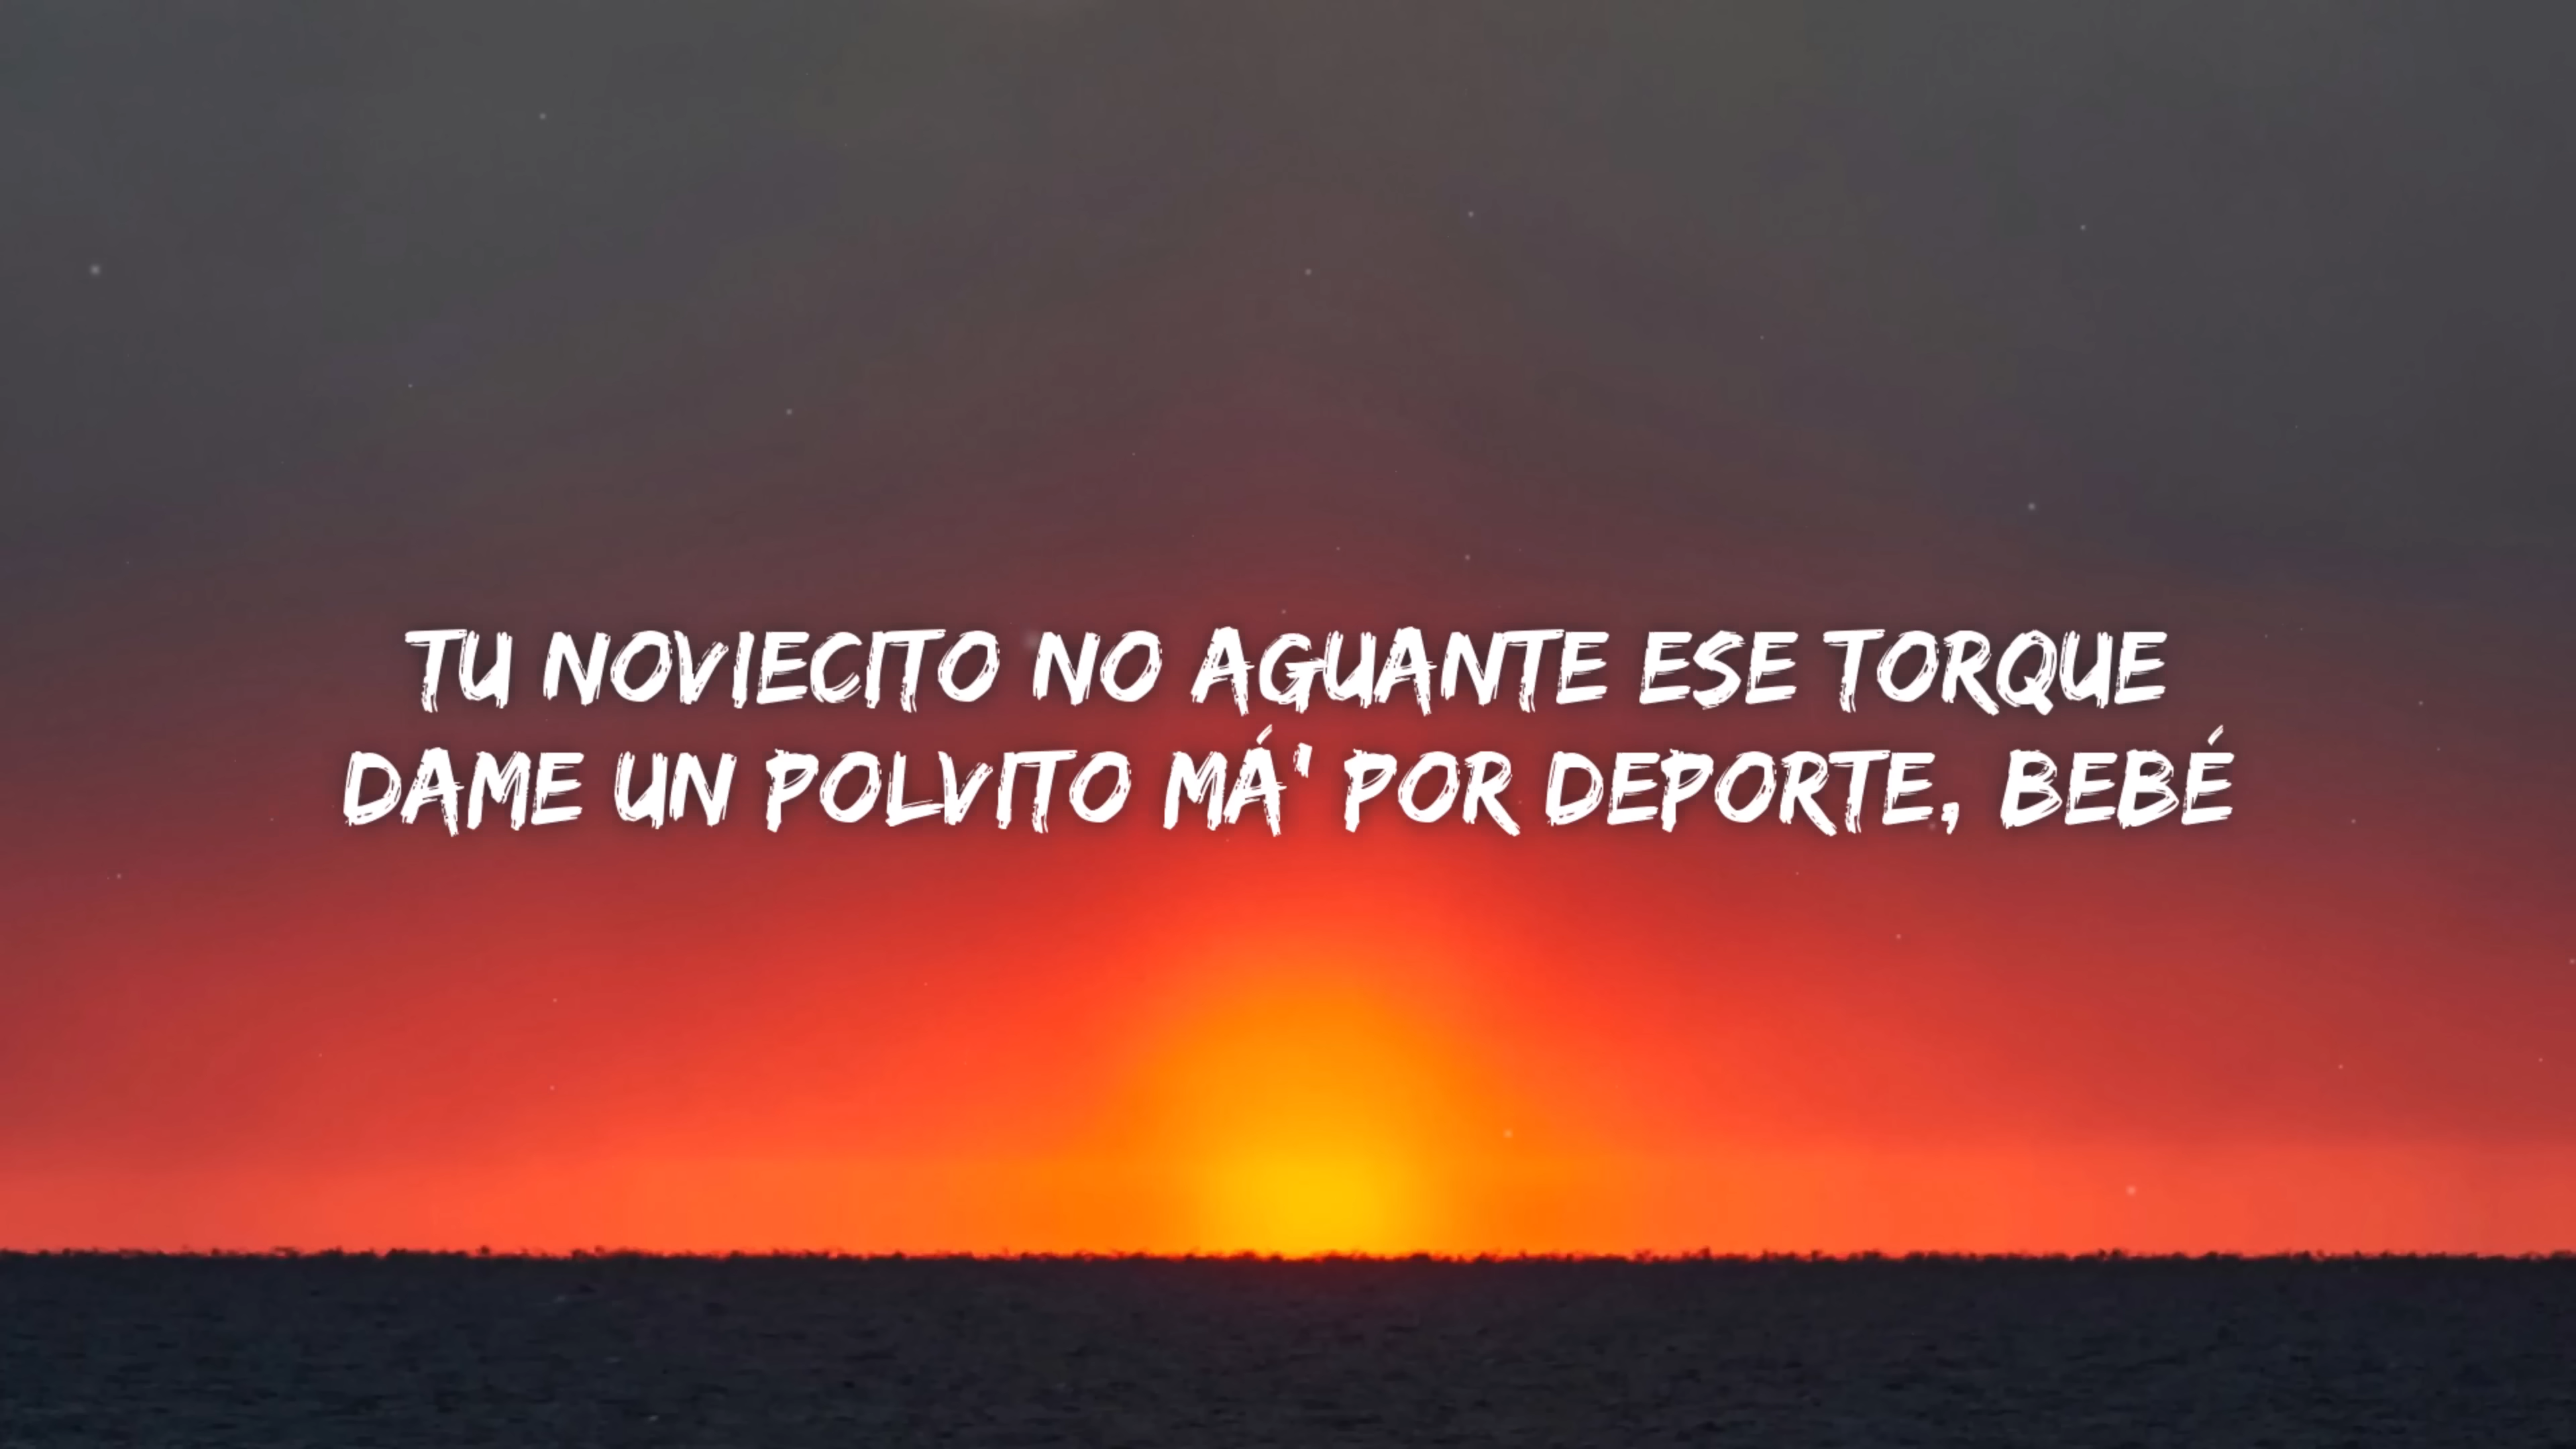 TU NOVIECITO NO AGUANTE ESE TORQUE
DAME UN POLVITO MÁ' POR DEPORTE, BEBÉ